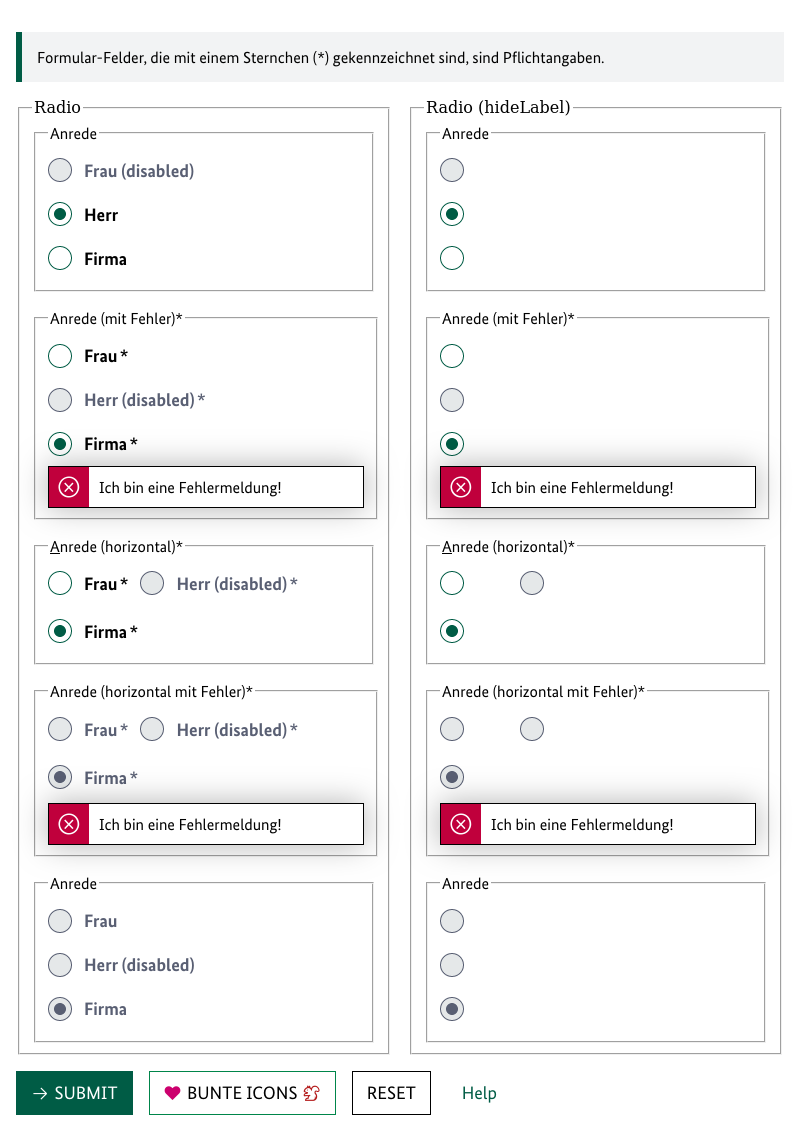 Formular-Felder, die mit einem Sternchen (*) gekennzeichnet sind, sind Pflichtangaben.
Radio
Anrede
Frau (disabled)
Herr
Firma
Anrede (mit Fehler)*
Frau *
Herr (disabled) *
Firma *
Ich bin eine Fehlermeldung!
Anrede (horizontal)*
Frau * Herr (disabled) *
Firma *
Anrede (horizontal mit Fehler)*
Frau * Herr (disabled) *
Firma *
Ich bin eine Fehlermeldung!
Anrede
Frau
Herr (disabled)
Firma
Radio (hideLabel)
Anrede
Anrede (mit Fehler)*
Ich bin eine Fehlermeldung!
Anrede (horizontal)*
Anrede (horizontal mit Fehler)*
Ich bin eine Fehlermeldung!
Anrede
SUBMIT BUNTE ICONS RESET Help